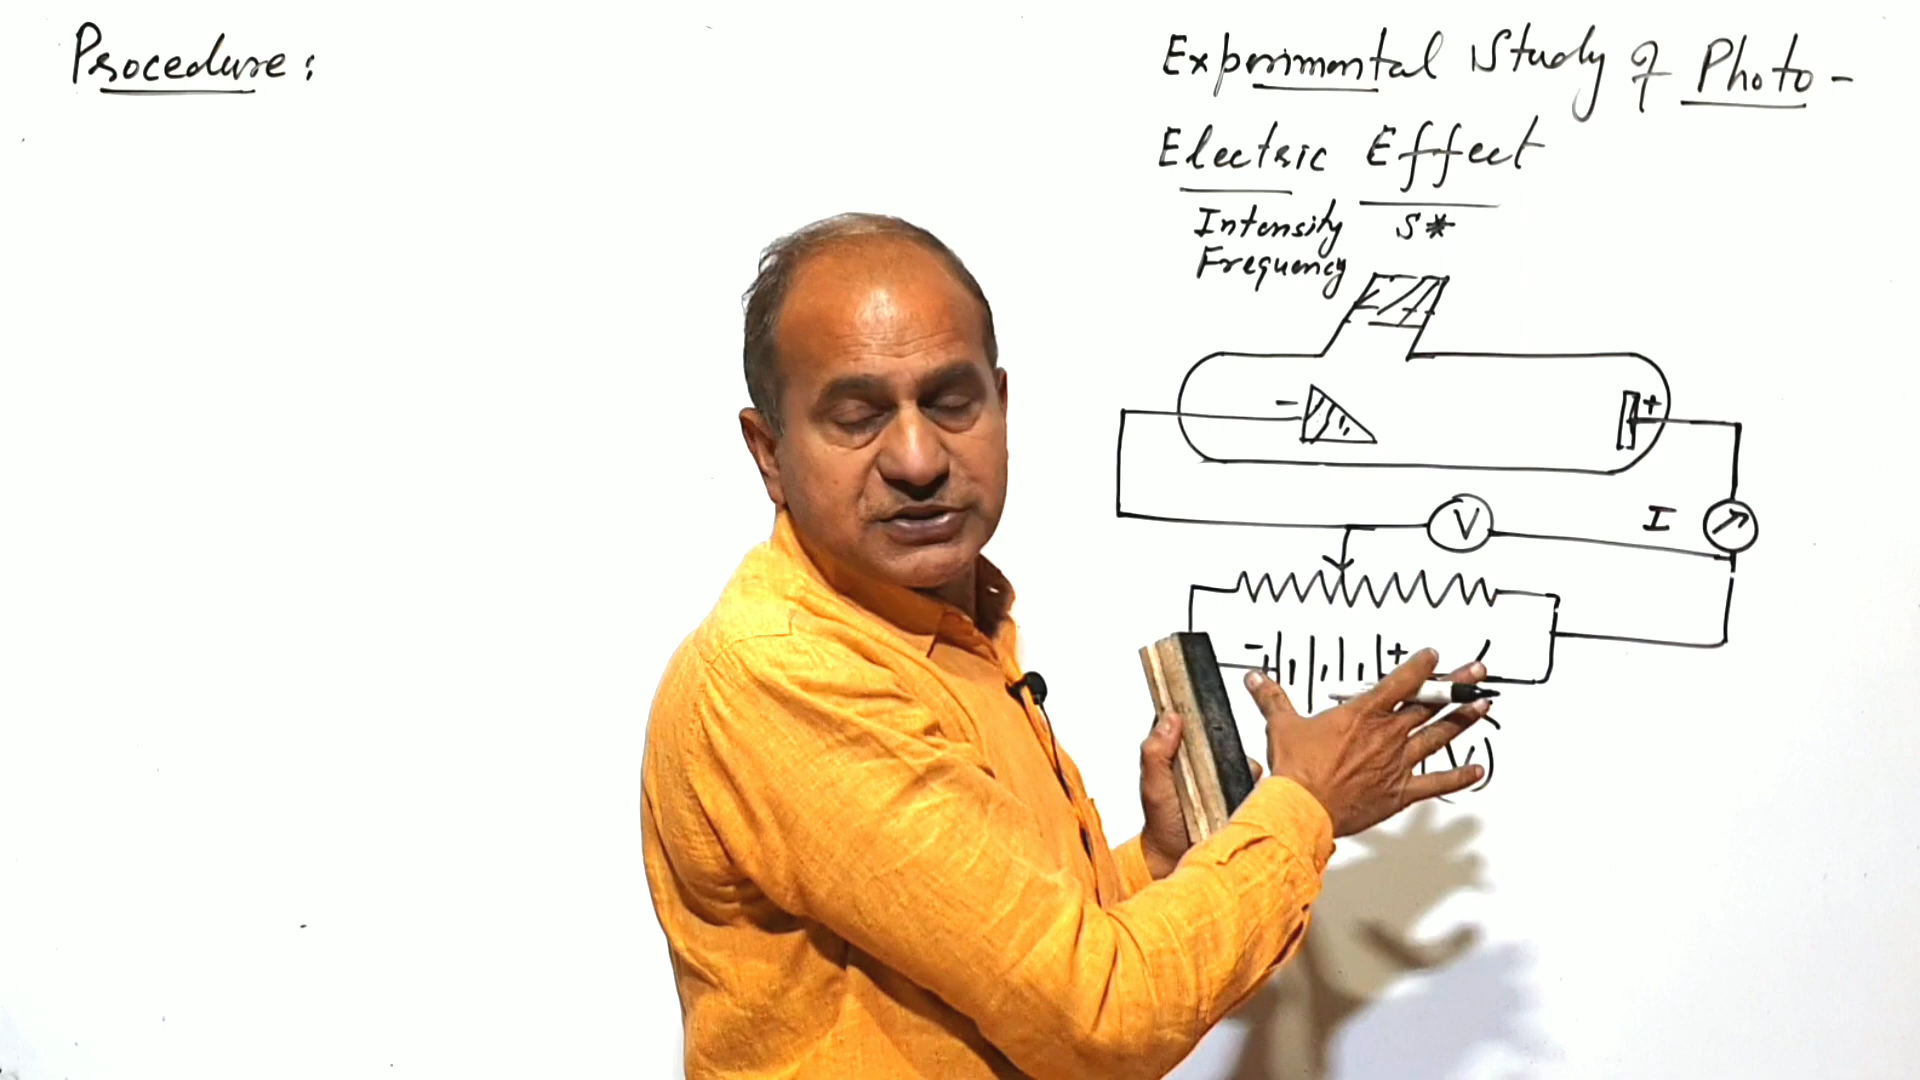 Procedure:
Experimental Study of Photo-
Electric Effect
Intensity S*
Frequency
- +
V I
- +
(V)